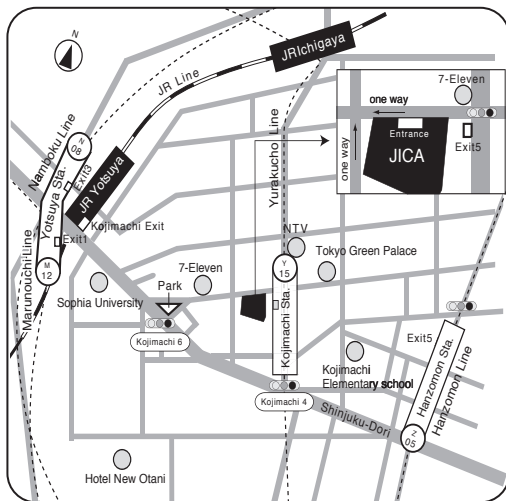 N
JRIchigaya
JR Line
7-Eleven
one way
Entrance
one way
JICA
Exit5
Namboku Line
N
08
Yotsuya Sta.
Exit3
JR Yotsuya
Kojimachi Exit
Exit1
Marunouchi Line
M
12
Yurakucho Line
NTV
Y
15
Tokyo Green Palace
7-Eleven
Park
Sophia University
Kojimachi Sta.
Kojimachi 6
Exit5
Kojimachi
Elementary school
Kojimachi 4
Shinjuku-Dori
Hanzomon Sta.
Hanzomon Line
Z
05
Hotel New Otani